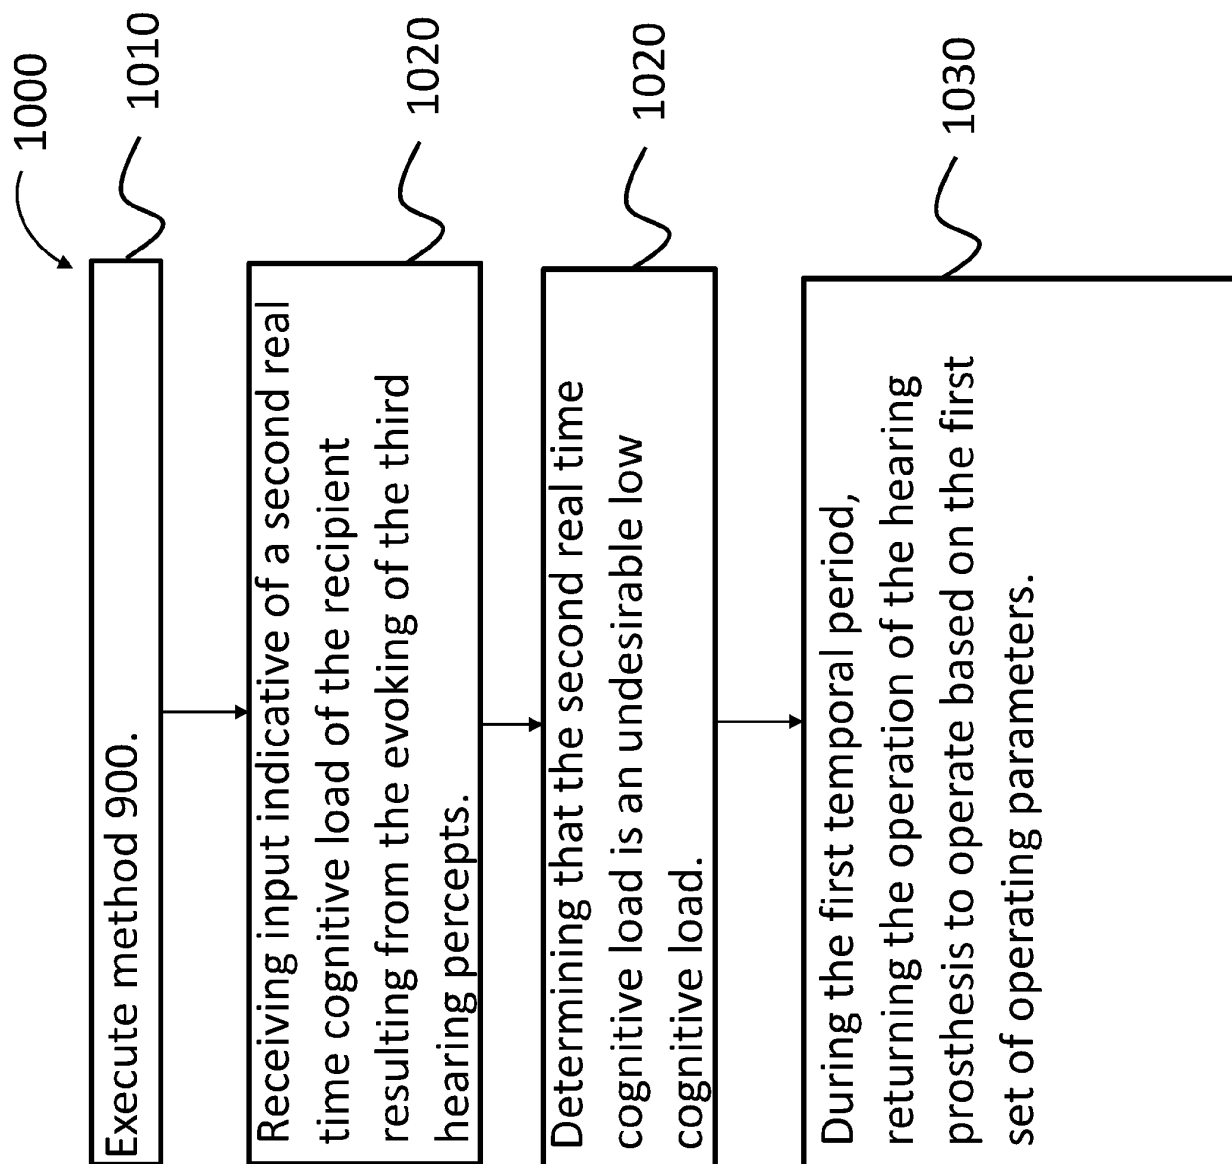 1000
1010
Execute method 900.
1020
Receiving input indicative of a second real
time cognitive load of the recipient
resulting from the evoking of the third
hearing percepts.
1020
Determining that the second real time
cognitive load is an undesirable low
cognitive load.
1030
During the first temporal period,
returning the operation of the hearing
prosthesis to operate based on the first
set of operating parameters.